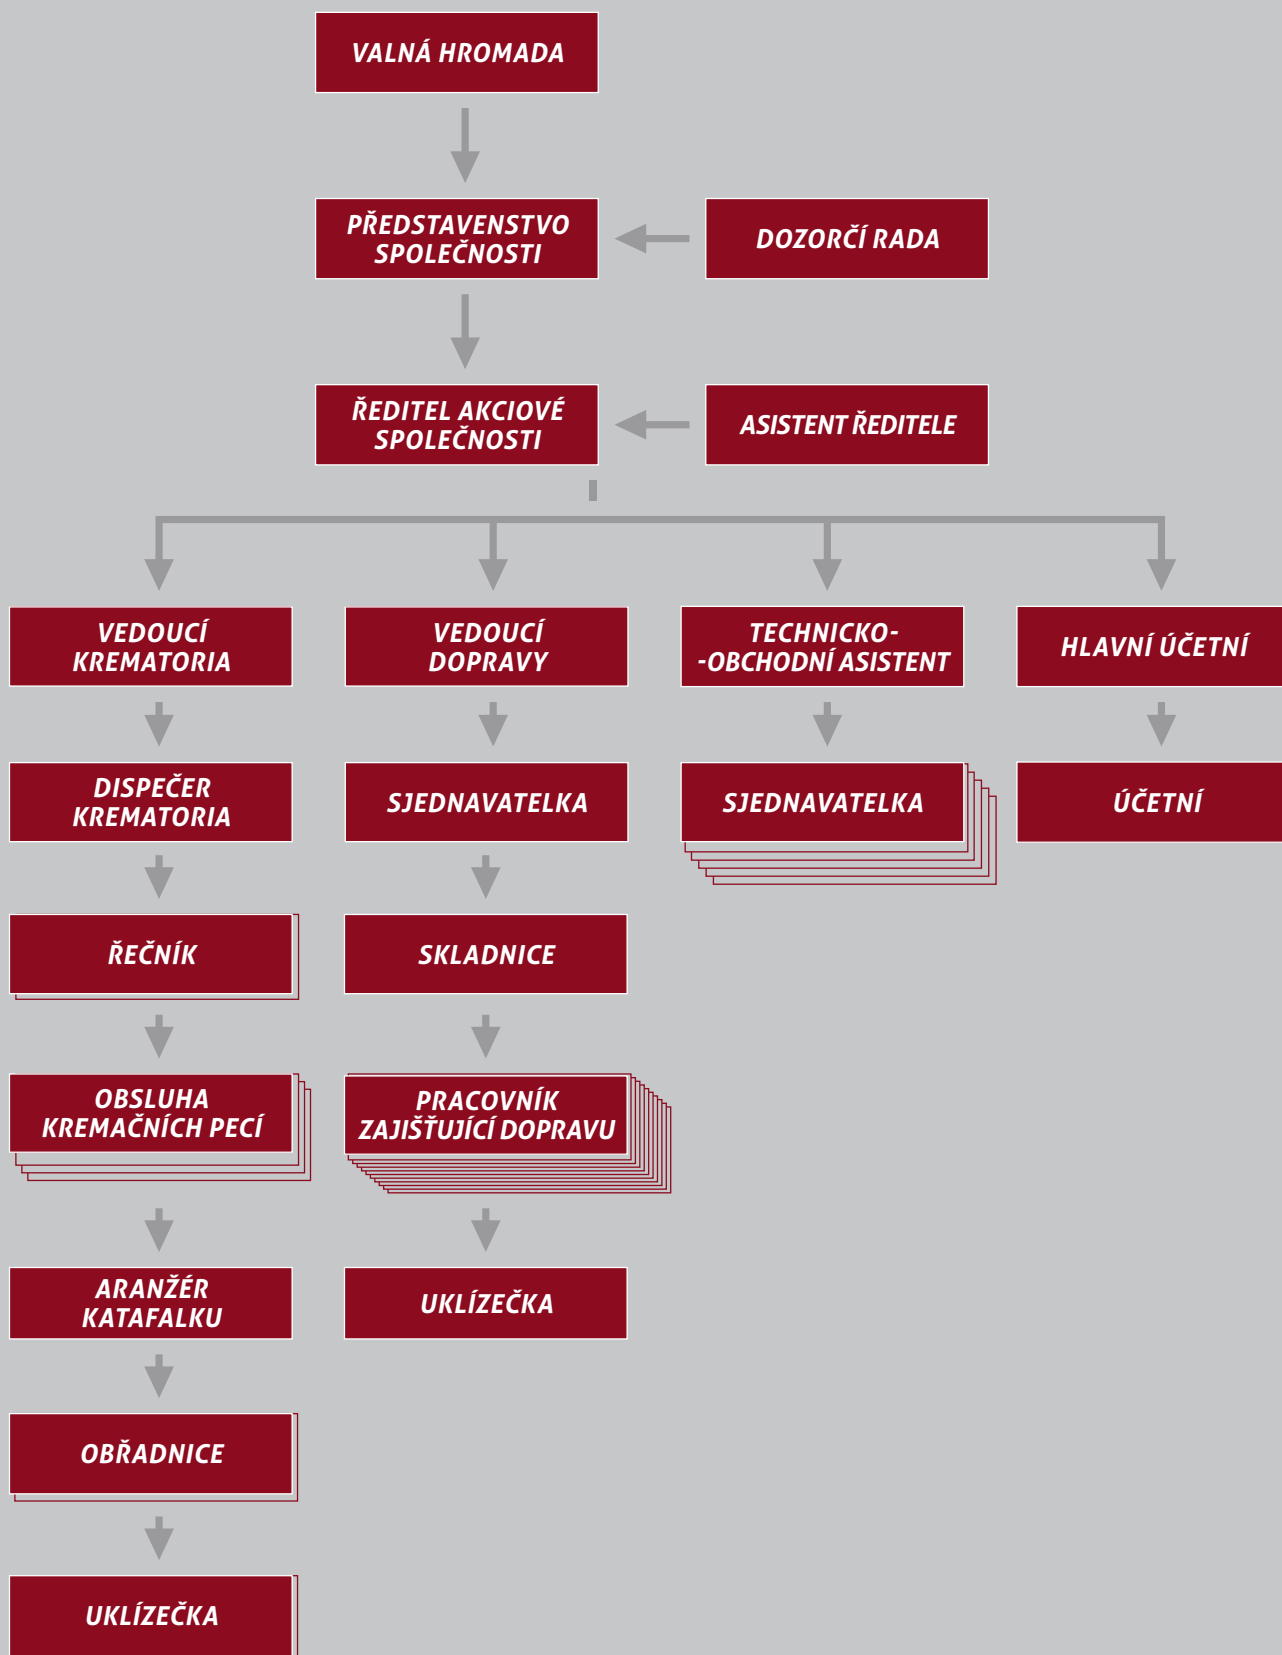 VALNÁ HROMADA
PŘEDSTAVENSTVO
SPOLEČNOSTI
DOZORČÍ RADA
ŘEDITEL AKCIOVÉ
SPOLEČNOSTI
ASISTENT ŘEDITELE
VEDOUCÍ
KREMATORIA
VEDOUCÍ
DOPRAVY
TECHNICKO-
-OBCHODNÍ ASISTENT
HLAVNÍ ÚČETNÍ
DISPEČER
KREMATORIA
SJEDNAVATELKA
SJEDNAVATELKA
ÚČETNÍ
ŘEČNÍK
SKLADNICE
OBSLUHA
KREMAČNÍCH PECÍ
PRACOVNÍK
ZAJIŠŤUJÍCÍ DOPRAVU
ARANŽÉR
KATAFALKU
UKLÍZEČKA
OBŘADNICE
UKLÍZEČKA